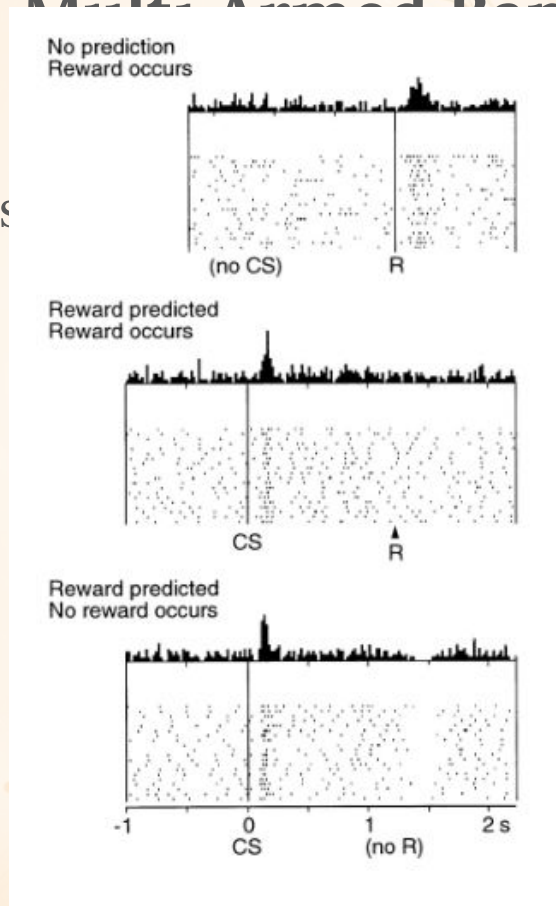 No prediction
Reward occurs
(no CS) R
Reward predicted
Reward occurs
CS
R
Reward predicted
No reward occurs
-1 0 1 2 s
CS (no R)